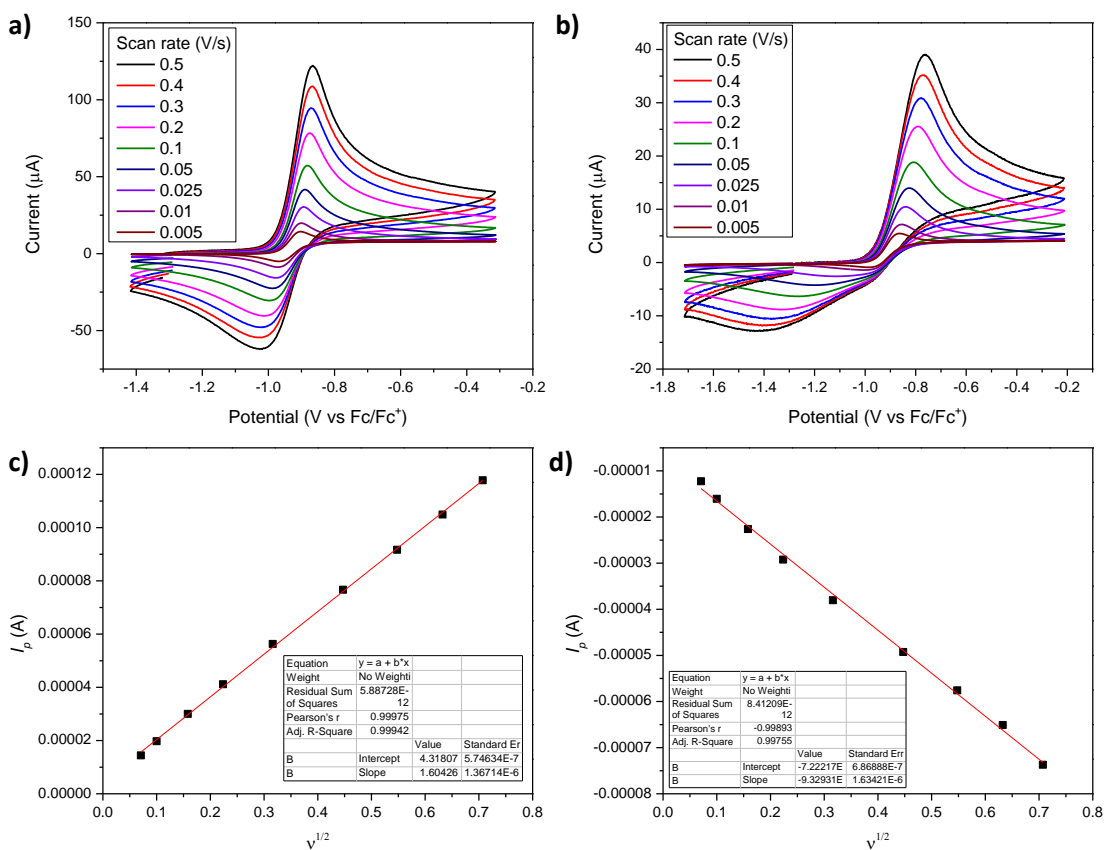 a)
Scan rate (V/s)
0.5
0.4
0.3
0.2
0.1
0.05
0.025
0.01
0.005
150
100
50
0
-50
Current (µA)
-1.4 -1.2 -1.0 -0.8 -0.6 -0.4 -0.2
Potential (V vs Fc/Fc⁺)
b)
Scan rate (V/s)
0.5
0.4
0.3
0.2
0.1
0.05
0.025
0.01
0.005
40
30
20
10
0
-10
-20
Current (µA)
-1.8 -1.6 -1.4 -1.2 -1.0 -0.8 -0.6 -0.4 -0.2
Potential (V vs Fc/Fc⁺)
c)
0.00012
0.00010
0.00008
0.00006
0.00004
0.00002
0.00000
Iₚ (A)
Equation y = a + b*x
Weight No Weighti
Residual Sum of Squares 5.88728E-12
Pearson's r 0.99975
Adj. R-Square 0.99942
Value Standard Err
B Intercept 4.31807 5.74634E-7
B Slope 1.60426 1.36714E-6
0.0 0.1 0.2 0.3 0.4 0.5 0.6 0.7 0.8
ν^1/2
d)
-0.00001
-0.00002
-0.00003
-0.00004
-0.00005
-0.00006
-0.00007
-0.00008
Iₚ (A)
Equation y = a + b*x
Weight No Weighti
Residual Sum of Squares 8.41209E-12
Pearson's r -0.99893
Adj. R-Square 0.99755
Value Standard Err
B Intercept -7.22217E 6.86888E-7
B Slope -9.32931E 1.63421E-6
0.0 0.1 0.2 0.3 0.4 0.5 0.6 0.7 0.8
ν^1/2